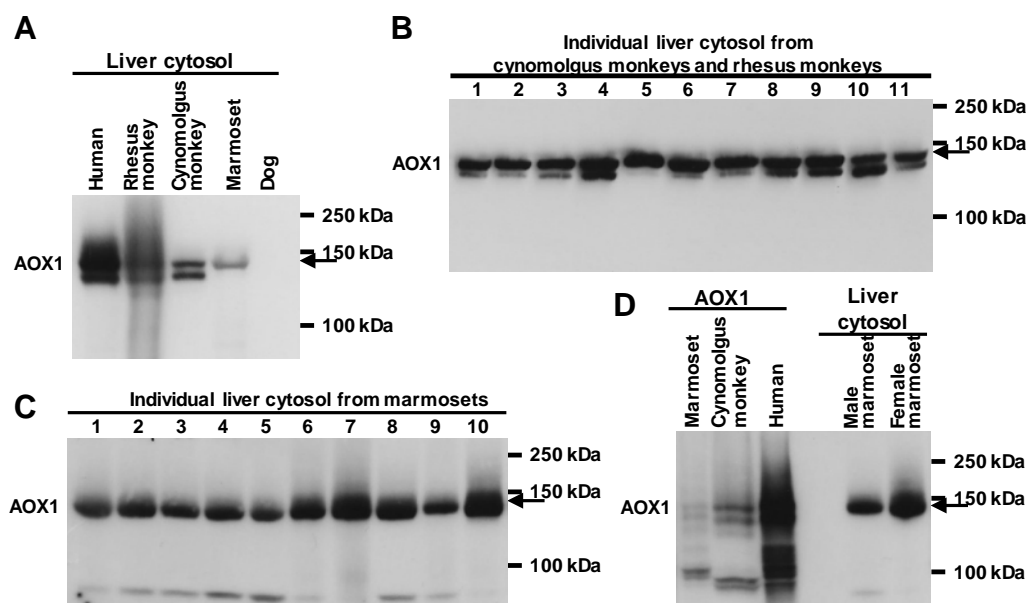 A
Liver cytosol
Human
Rhesus
monkey
Cynomolgus
monkey
Marmoset
Dog
250 kDa
150 kDa
AOX1
100 kDa
B
Individual liver cytosol from
cynomolgus monkeys and rhesus monkeys
1 2 3 4 5 6 7 8 9 10 11
250 kDa
150 kDa
AOX1
100 kDa
C
Individual liver cytosol from marmosets
1 2 3 4 5 6 7 8 9 10
250 kDa
150 kDa
AOX1
100 kDa
D
AOX1
Liver
cytosol
Marmoset
Cynomolgus
monkey
Human
Male
marmoset
Female
marmoset
250 kDa
150 kDa
AOX1
100 kDa